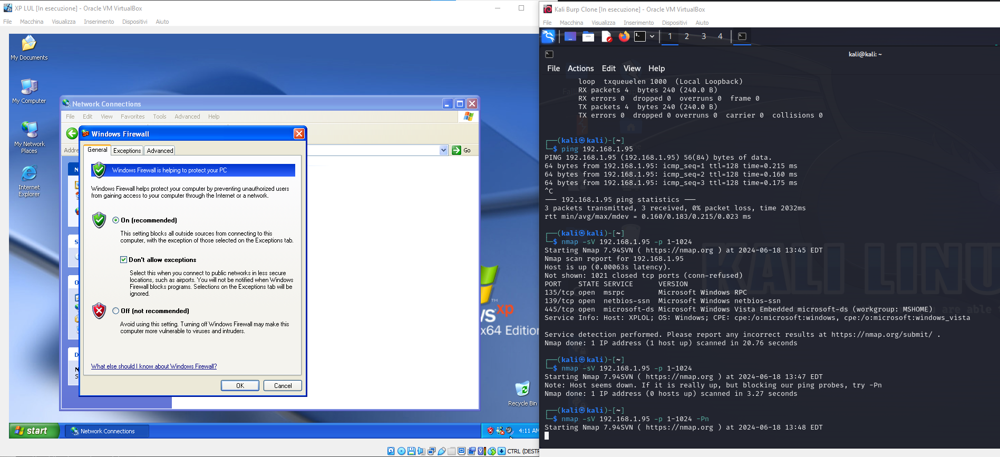 XP LUL [In esecuzione] - Oracle VM VirtualBox
File Macchina Visualizza Inserimento Dispositivi Aiuto
My Documents
My Computer
My Network
Places
Internet
Explorer
Network Connections
File Edit View Favorites Tools Advanced Help
Addre
Go
Windows Firewall
General Exceptions Advanced
Windows Firewall is helping to protect your PC
Windows Firewall helps protect your computer by preventing unauthorized users
from gaining access to your computer through the Internet or a network.
On (recommended)
This setting blocks all outside sources from connecting to this
computer, with the exception of those selected on the Exceptions tab.
Don't allow exceptions
Select this when you connect to public networks in less secure
locations, such as airports. You will not be notified when Windows
Firewall blocks programs. Selections on the Exceptions tab will be
ignored.
Off (not recommended)
Avoid using this setting. Turning off Windows Firewall may make this
computer more vulnerable to viruses and intruders.
What else should I know about Windows Firewall?
OK Cancel
N
S
O
D
N
S
ws xp
TM
x64 Edition
Recycle Bin
start
Network Connections
4:11 AM
CTRL (DESTR
Kali Burp Clone [In esecuzione] - Oracle VM VirtualBox
File Macchina Visualizza Inserimento Dispositivi Aiuto
1 2 3 4
kali@kali: ~
File Actions Edit View Help
loop txqueuelen 1000 (Local Loopback)
RX packets 4 bytes 240 (240.0 B)
RX errors 0 dropped 0 overruns 0 frame 0
TX packets 4 bytes 240 (240.0 B)
TX errors 0 dropped 0 overruns 0 carrier 0 collisions 0
┌──(kali㉿kali)-[~]
└─$ ping 192.168.1.95
PING 192.168.1.95 (192.168.1.95) 56(84) bytes of data.
64 bytes from 192.168.1.95: icmp_seq=1 ttl=128 time=0.215 ms
64 bytes from 192.168.1.95: icmp_seq=2 ttl=128 time=0.160 ms
64 bytes from 192.168.1.95: icmp_seq=3 ttl=128 time=0.175 ms
^C
--- 192.168.1.95 ping statistics ---
3 packets transmitted, 3 received, 0% packet loss, time 2032ms
rtt min/avg/max/mdev = 0.160/0.183/0.215/0.023 ms
┌──(kali㉿kali)-[~]
└─$ nmap -sV 192.168.1.95 -p 1-1024
Starting Nmap 7.94SVN ( https://nmap.org ) at 2024-06-18 13:45 EDT
Nmap scan report for 192.168.1.95
Host is up (0.00063s latency).
Not shown: 1021 closed tcp ports (conn-refused)
PORT STATE SERVICE VERSION
135/tcp open msrpc Microsoft Windows RPC
139/tcp open netbios-ssn Microsoft Windows netbios-ssn
445/tcp open microsoft-ds Microsoft Windows Vista Embedded microsoft-ds (workgroup: MSHOME)
Service Info: Host: XPLOL; OS: Windows; CPE: cpe:/o:microsoft:windows, cpe:/o:microsoft:windows_vista
Service detection performed. Please report any incorrect results at https://nmap.org/submit/ .
Nmap done: 1 IP address (1 host up) scanned in 20.76 seconds
┌──(kali㉿kali)-[~]
└─$ nmap -sV 192.168.1.95 -p 1-1024
Starting Nmap 7.94SVN ( https://nmap.org ) at 2024-06-18 13:47 EDT
Note: Host seems down. If it is really up, but blocking our ping probes, try -Pn
Nmap done: 1 IP address (0 hosts up) scanned in 3.27 seconds
┌──(kali㉿kali)-[~]
└─$ nmap -sV 192.168.1.95 -p 1-1024 -Pn
Starting Nmap 7.94SVN ( https://nmap.org ) at 2024-06-18 13:48 EDT
KALI LINU
are able